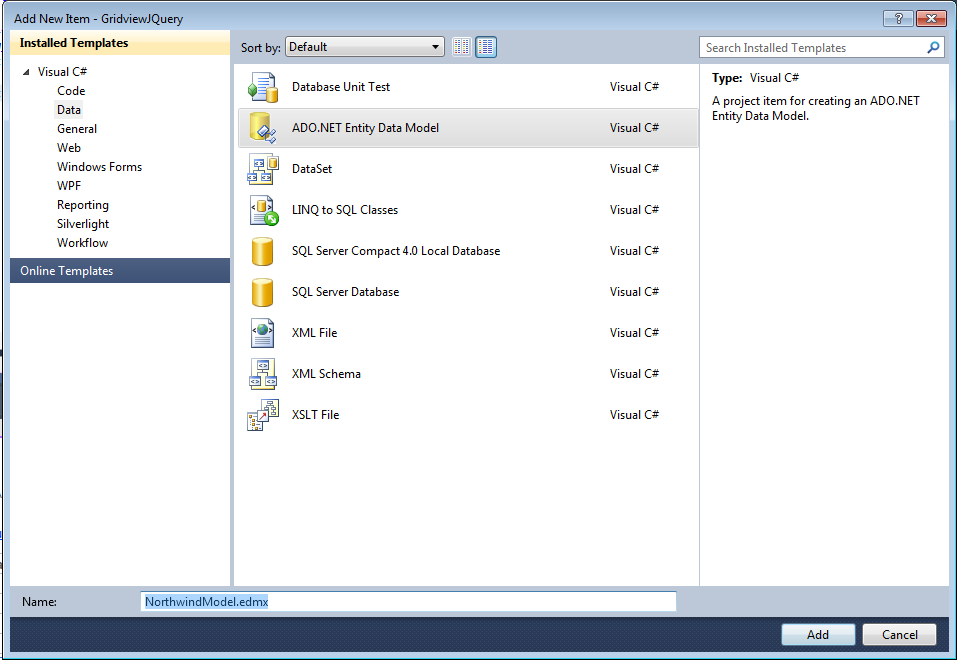 Add New Item - GridviewJQuery
?
Installed Templates
Visual C#
Code
Data
General
Web
Windows Forms
WPF
Reporting
Silverlight
Workflow
Online Templates
Sort by: Default
Database Unit Test Visual C#
ADO.NET Entity Data Model Visual C#
DataSet Visual C#
LINQ to SQL Classes Visual C#
SQL Server Compact 4.0 Local Database Visual C#
SQL Server Database Visual C#
XML File Visual C#
XML Schema Visual C#
XSLT File Visual C#
Search Installed Templates
Type: Visual C#
A project item for creating an ADO.NET
Entity Data Model.
Name: NorthwindModel.edmx
Add Cancel